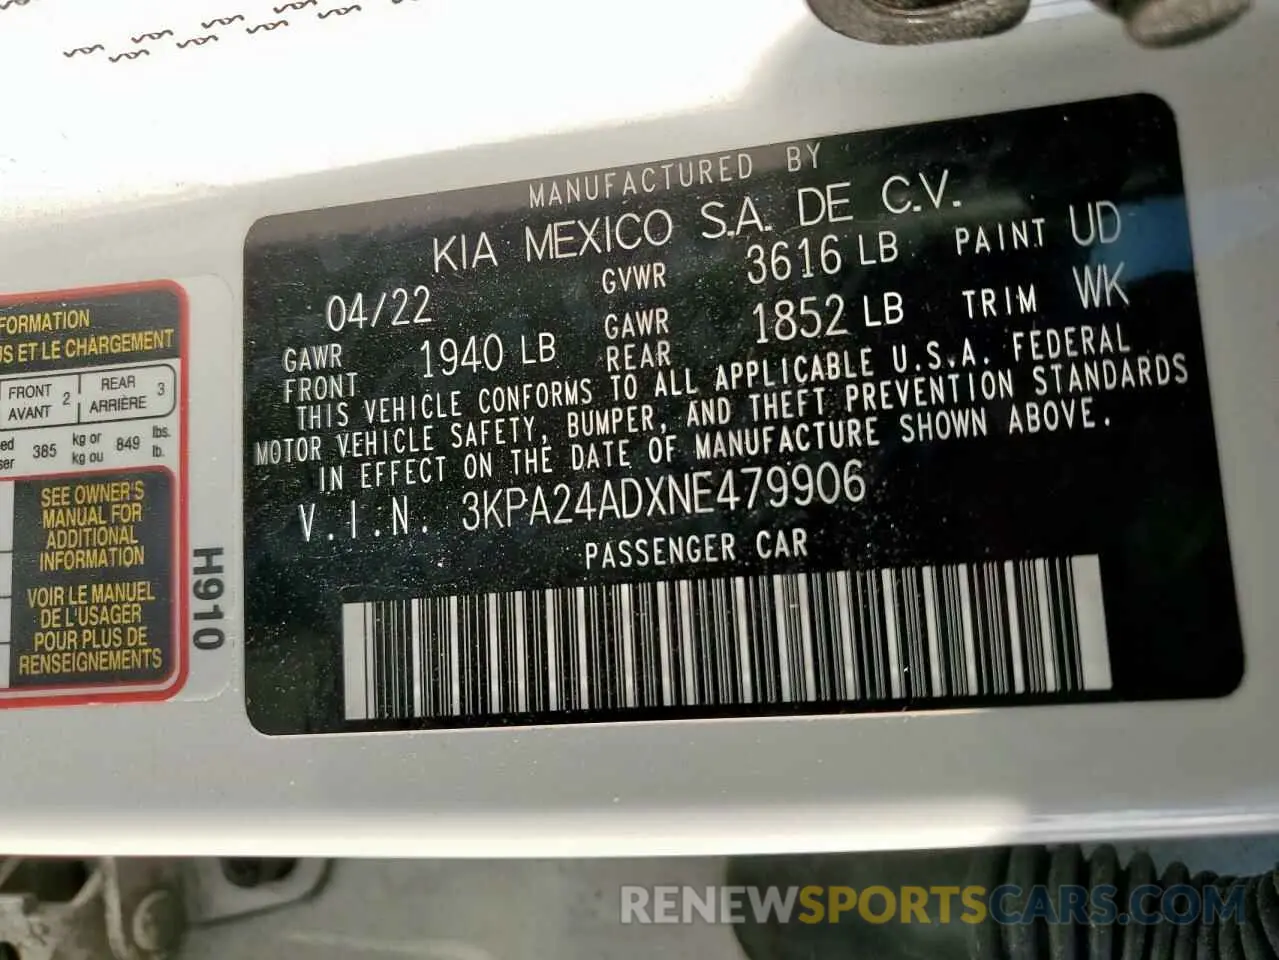 MANUFACTURED BY
KIA MEXICO S.A. DE C.V.
04/22 GVWR 3616 LB PAINT UD
GAWR FRONT 1940 LB GAWR REAR 1852 LB TRIM WK
THIS VEHICLE CONFORMS TO ALL APPLICABLE U.S.A. FEDERAL
MOTOR VEHICLE SAFETY, BUMPER, AND THEFT PREVENTION STANDARDS
IN EFFECT ON THE DATE OF MANUFACTURE SHOWN ABOVE.
V.I.N. 3KPA24ADXNE479906
PASSENGER CAR
FORMATION
ET LE CHARGEMENT
FRONT AVANT 2 REAR ARRIÈRE 3
385 kg or kg ou 849 lbs. lb.
SEE OWNER'S
MANUAL FOR
ADDITIONAL
INFORMATION
VOIR LE MANUEL
DE L'USAGER
POUR PLUS DE
RENSEIGNEMENTS
H910
RENEWSPORTSCARS.COM